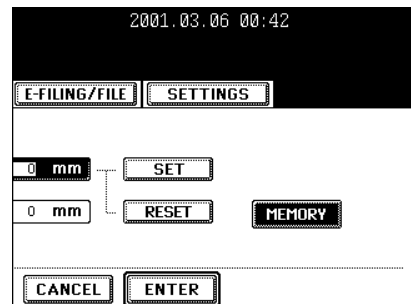 2001.03.06 00:42
E-FILING/FILE SETTINGS
0 mm SET
0 mm RESET MEMORY
CANCEL ENTER